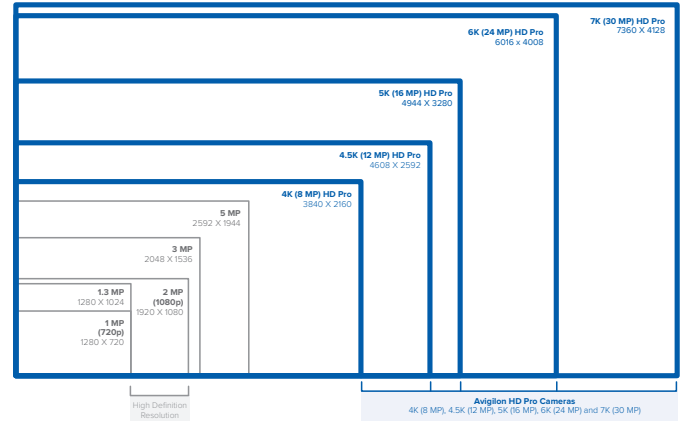 7K (30 MP) HD Pro
7360 X 4128
6K (24 MP) HD Pro
6016 x 4008
5K (16 MP) HD Pro
4944 X 3280
4.5K (12 MP) HD Pro
4608 X 2592
4K (8 MP) HD Pro
3840 X 2160
5 MP
2592 X 1944
3 MP
2048 X 1536
1.3 MP
1280 X 1024
2 MP
(1080p)
1920 X 1080
1 MP
(720p)
1280 X 720
High Definition
Resolution
Avigilon HD Pro Cameras
4K (8 MP), 4.5K (12 MP), 5K (16 MP), 6K (24 MP) and 7K (30 MP)